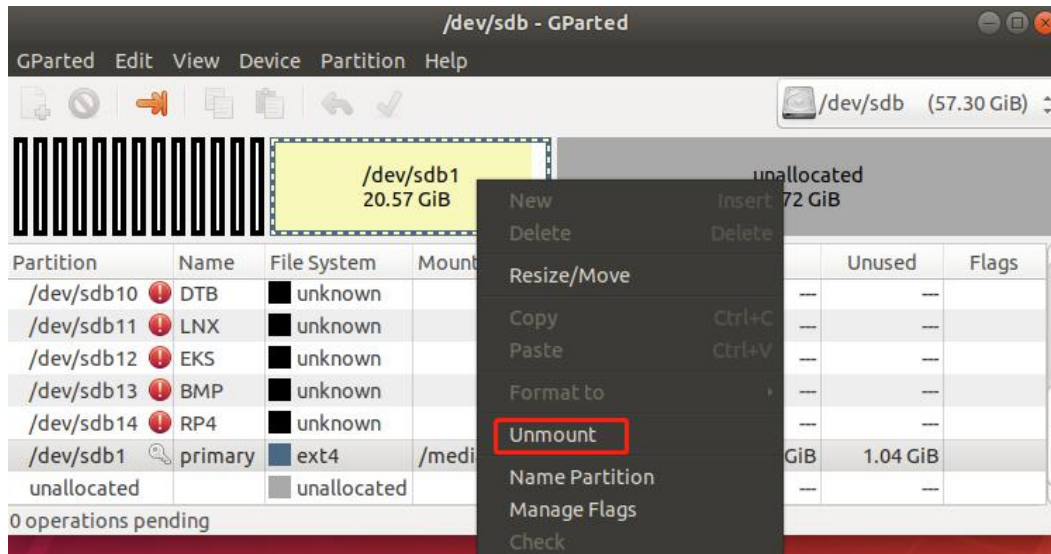 /dev/sdb - GParted
GParted Edit View Device Partition Help
/dev/sdb (57.30 GiB)
/dev/sdb1
20.57 GiB
unallocated
72 GiB
New Insert
Delete Delete
Resize/Move
Copy Ctrl+C
Paste Ctrl+V
Format to
Unmount
Name Partition
Manage Flags
Check
Partition Name File System Mount Unused Flags
/dev/sdb10 DTB unknown --- ---
/dev/sdb11 LNX unknown --- ---
/dev/sdb12 EKS unknown --- ---
/dev/sdb13 BMP unknown --- ---
/dev/sdb14 RP4 unknown --- ---
/dev/sdb1 primary ext4 /medi GiB 1.04 GiB
unallocated unallocated --- ---
0 operations pending